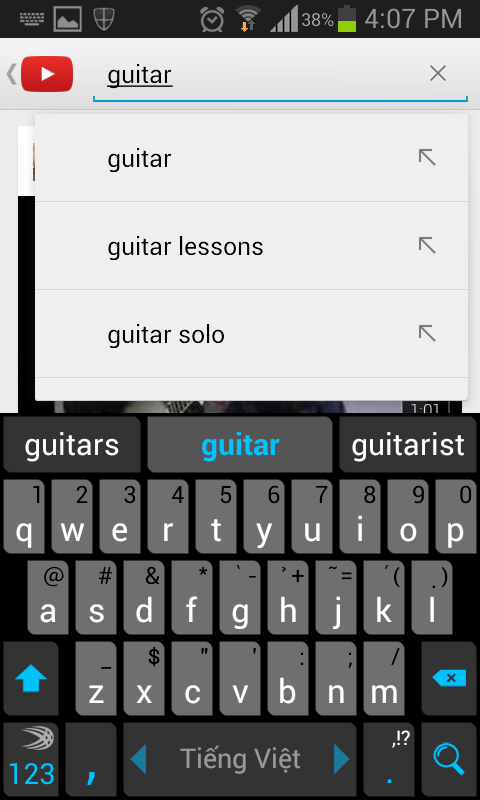 38% 4:07 PM
guitar
guitar
guitar lessons
guitar solo
1:01
guitars guitar guitarist
1 2 3 4 5 6 7 8 9 0
q w e r t y u i o p
@ # & * ` - ̉ + ~ = ´ ( . )
a s d f g h j k l
_ $ " ' : ; /
z x c v b n m
,!?
123 , Tiếng Việt .